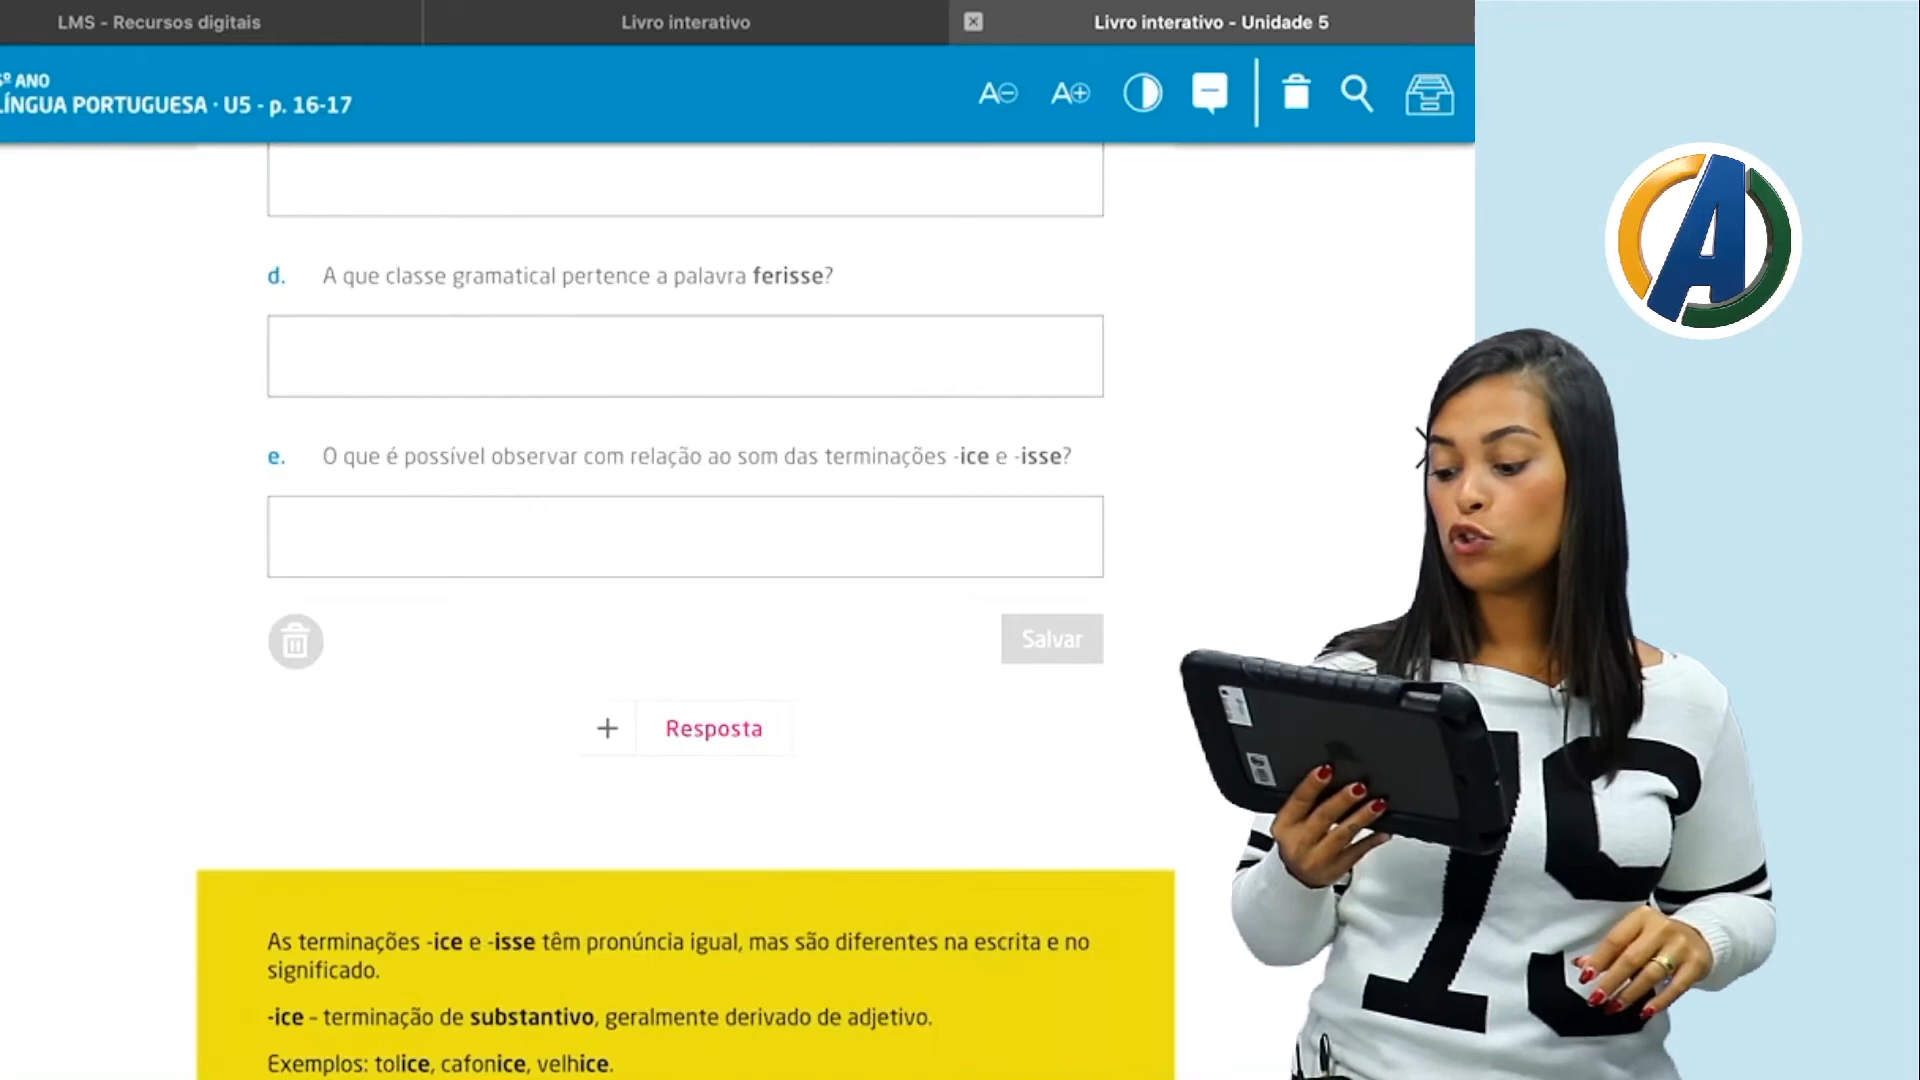 LMS - Recursos digitais
Livro interativo
Livro interativo - Unidade 5
º ANO
LÍNGUA PORTUGUESA · U5 - p. 16-17
A
A
d. A que classe gramatical pertence a palavra ferisse?
e. O que é possível observar com relação ao som das terminações -ice e -isse?
Salvar
+ Resposta
As terminações -ice e -isse têm pronúncia igual, mas são diferentes na escrita e no
significado.
-ice – terminação de substantivo, geralmente derivado de adjetivo.
Exemplos: tolice, cafonice, velhice.
A